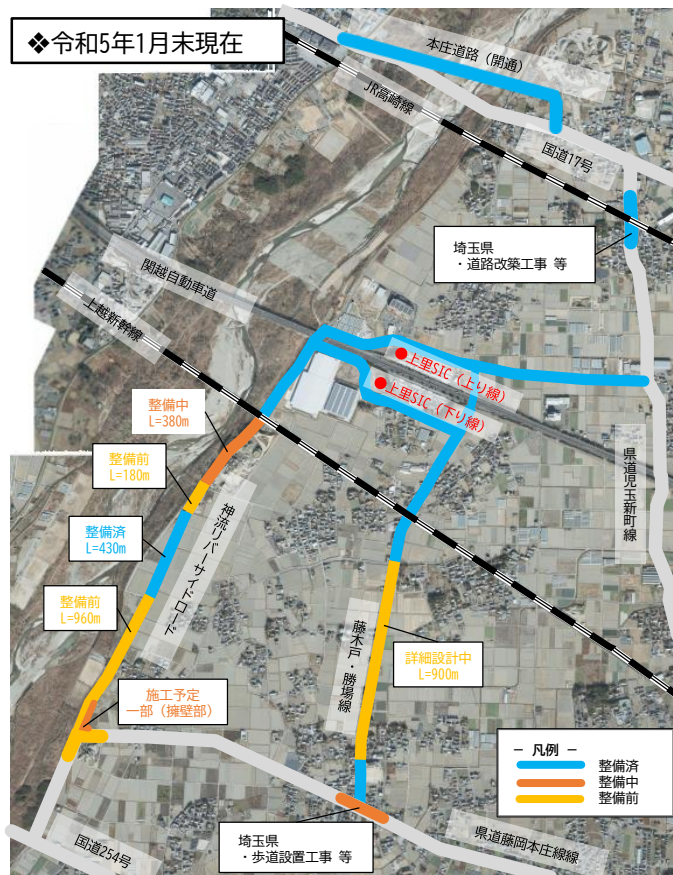 ❖令和5年1月末現在
本庄道路（開通）
JR高崎線
国道17号
埼玉県
・道路改築工事 等
関越自動車道
上越新幹線
上里SIC（上り線）
上里SIC（下り線）
整備中
L=380m
整備前
L=180m
神流リバーサイドロード
県道児玉新町線
整備済
L=430m
整備前
L=960m
藤木戸・勝場線
詳細設計中
L=900m
施工予定
一部（擁壁部）
－ 凡例 －
整備済
整備中
整備前
国道254号
埼玉県
・歩道設置工事 等
県道藤岡本庄線線